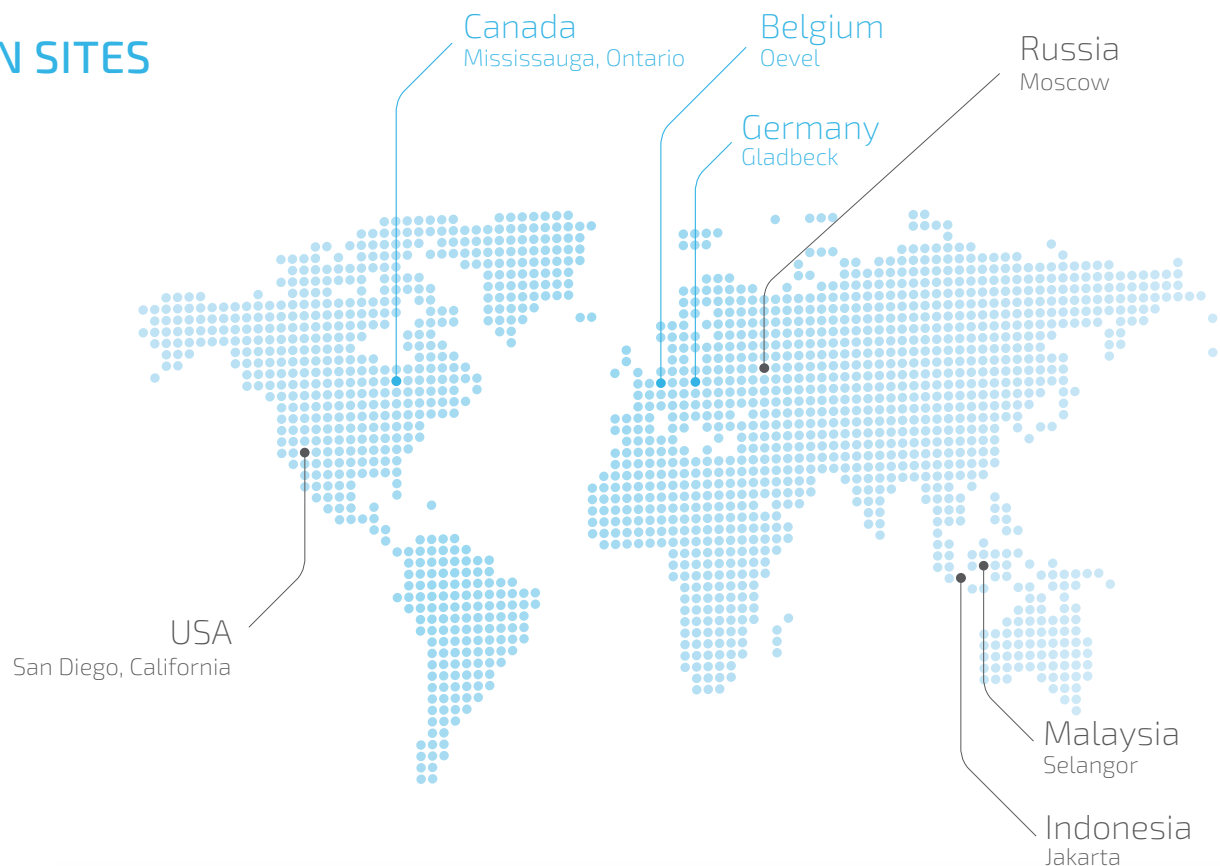 N SITES
Canada
Mississauga, Ontario
Belgium
Oevel
Russia
Moscow
Germany
Gladbeck
USA
San Diego, California
Malaysia
Selangor
Indonesia
Jakarta